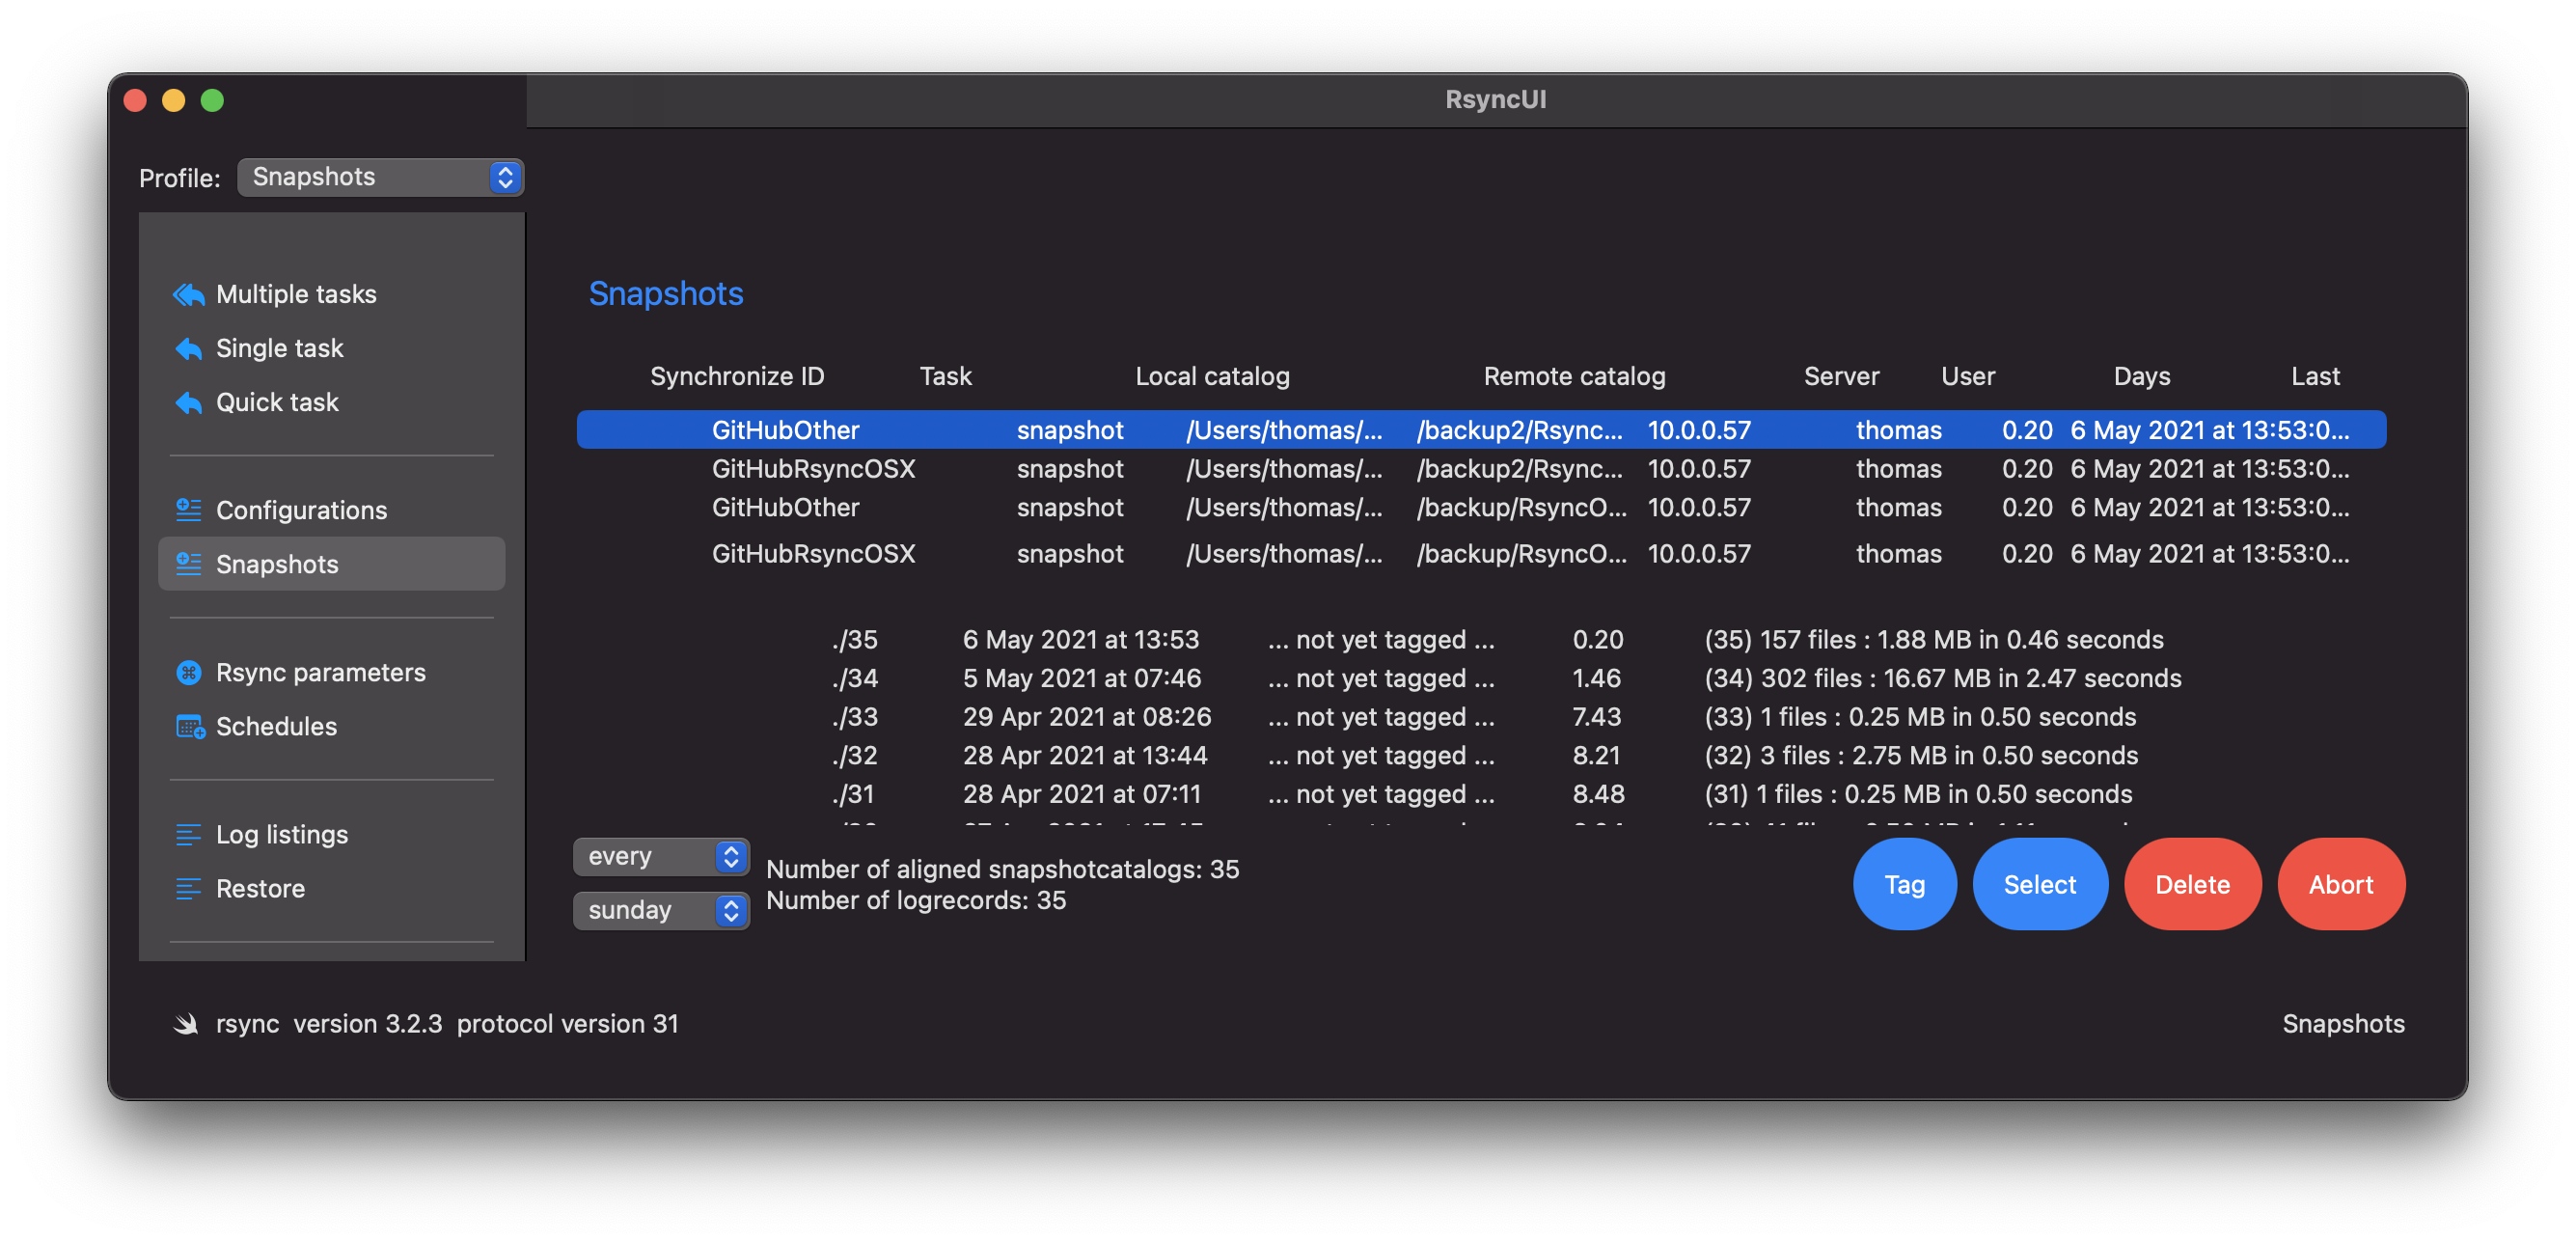 RsyncUI
Profile: Snapshots
Multiple tasks
Single task
Quick task
Configurations
Snapshots
Rsync parameters
Schedules
Log listings
Restore
Snapshots
Synchronize ID Task Local catalog Remote catalog Server User Days Last
GitHubOther snapshot /Users/thomas/... /backup2/Rsync... 10.0.0.57 thomas 0.20 6 May 2021 at 13:53:0...
GitHubRsyncOSX snapshot /Users/thomas/... /backup2/Rsync... 10.0.0.57 thomas 0.20 6 May 2021 at 13:53:0...
GitHubOther snapshot /Users/thomas/... /backup/RsyncO... 10.0.0.57 thomas 0.20 6 May 2021 at 13:53:0...
GitHubRsyncOSX snapshot /Users/thomas/... /backup/RsyncO... 10.0.0.57 thomas 0.20 6 May 2021 at 13:53:0...
./35 6 May 2021 at 13:53 ... not yet tagged ... 0.20 (35) 157 files : 1.88 MB in 0.46 seconds
./34 5 May 2021 at 07:46 ... not yet tagged ... 1.46 (34) 302 files : 16.67 MB in 2.47 seconds
./33 29 Apr 2021 at 08:26 ... not yet tagged ... 7.43 (33) 1 files : 0.25 MB in 0.50 seconds
./32 28 Apr 2021 at 13:44 ... not yet tagged ... 8.21 (32) 3 files : 2.75 MB in 0.50 seconds
./31 28 Apr 2021 at 07:11 ... not yet tagged ... 8.48 (31) 1 files : 0.25 MB in 0.50 seconds
every
sunday
Number of aligned snapshotcatalogs: 35
Number of logrecords: 35
Tag Select Delete Abort
rsync version 3.2.3 protocol version 31
Snapshots